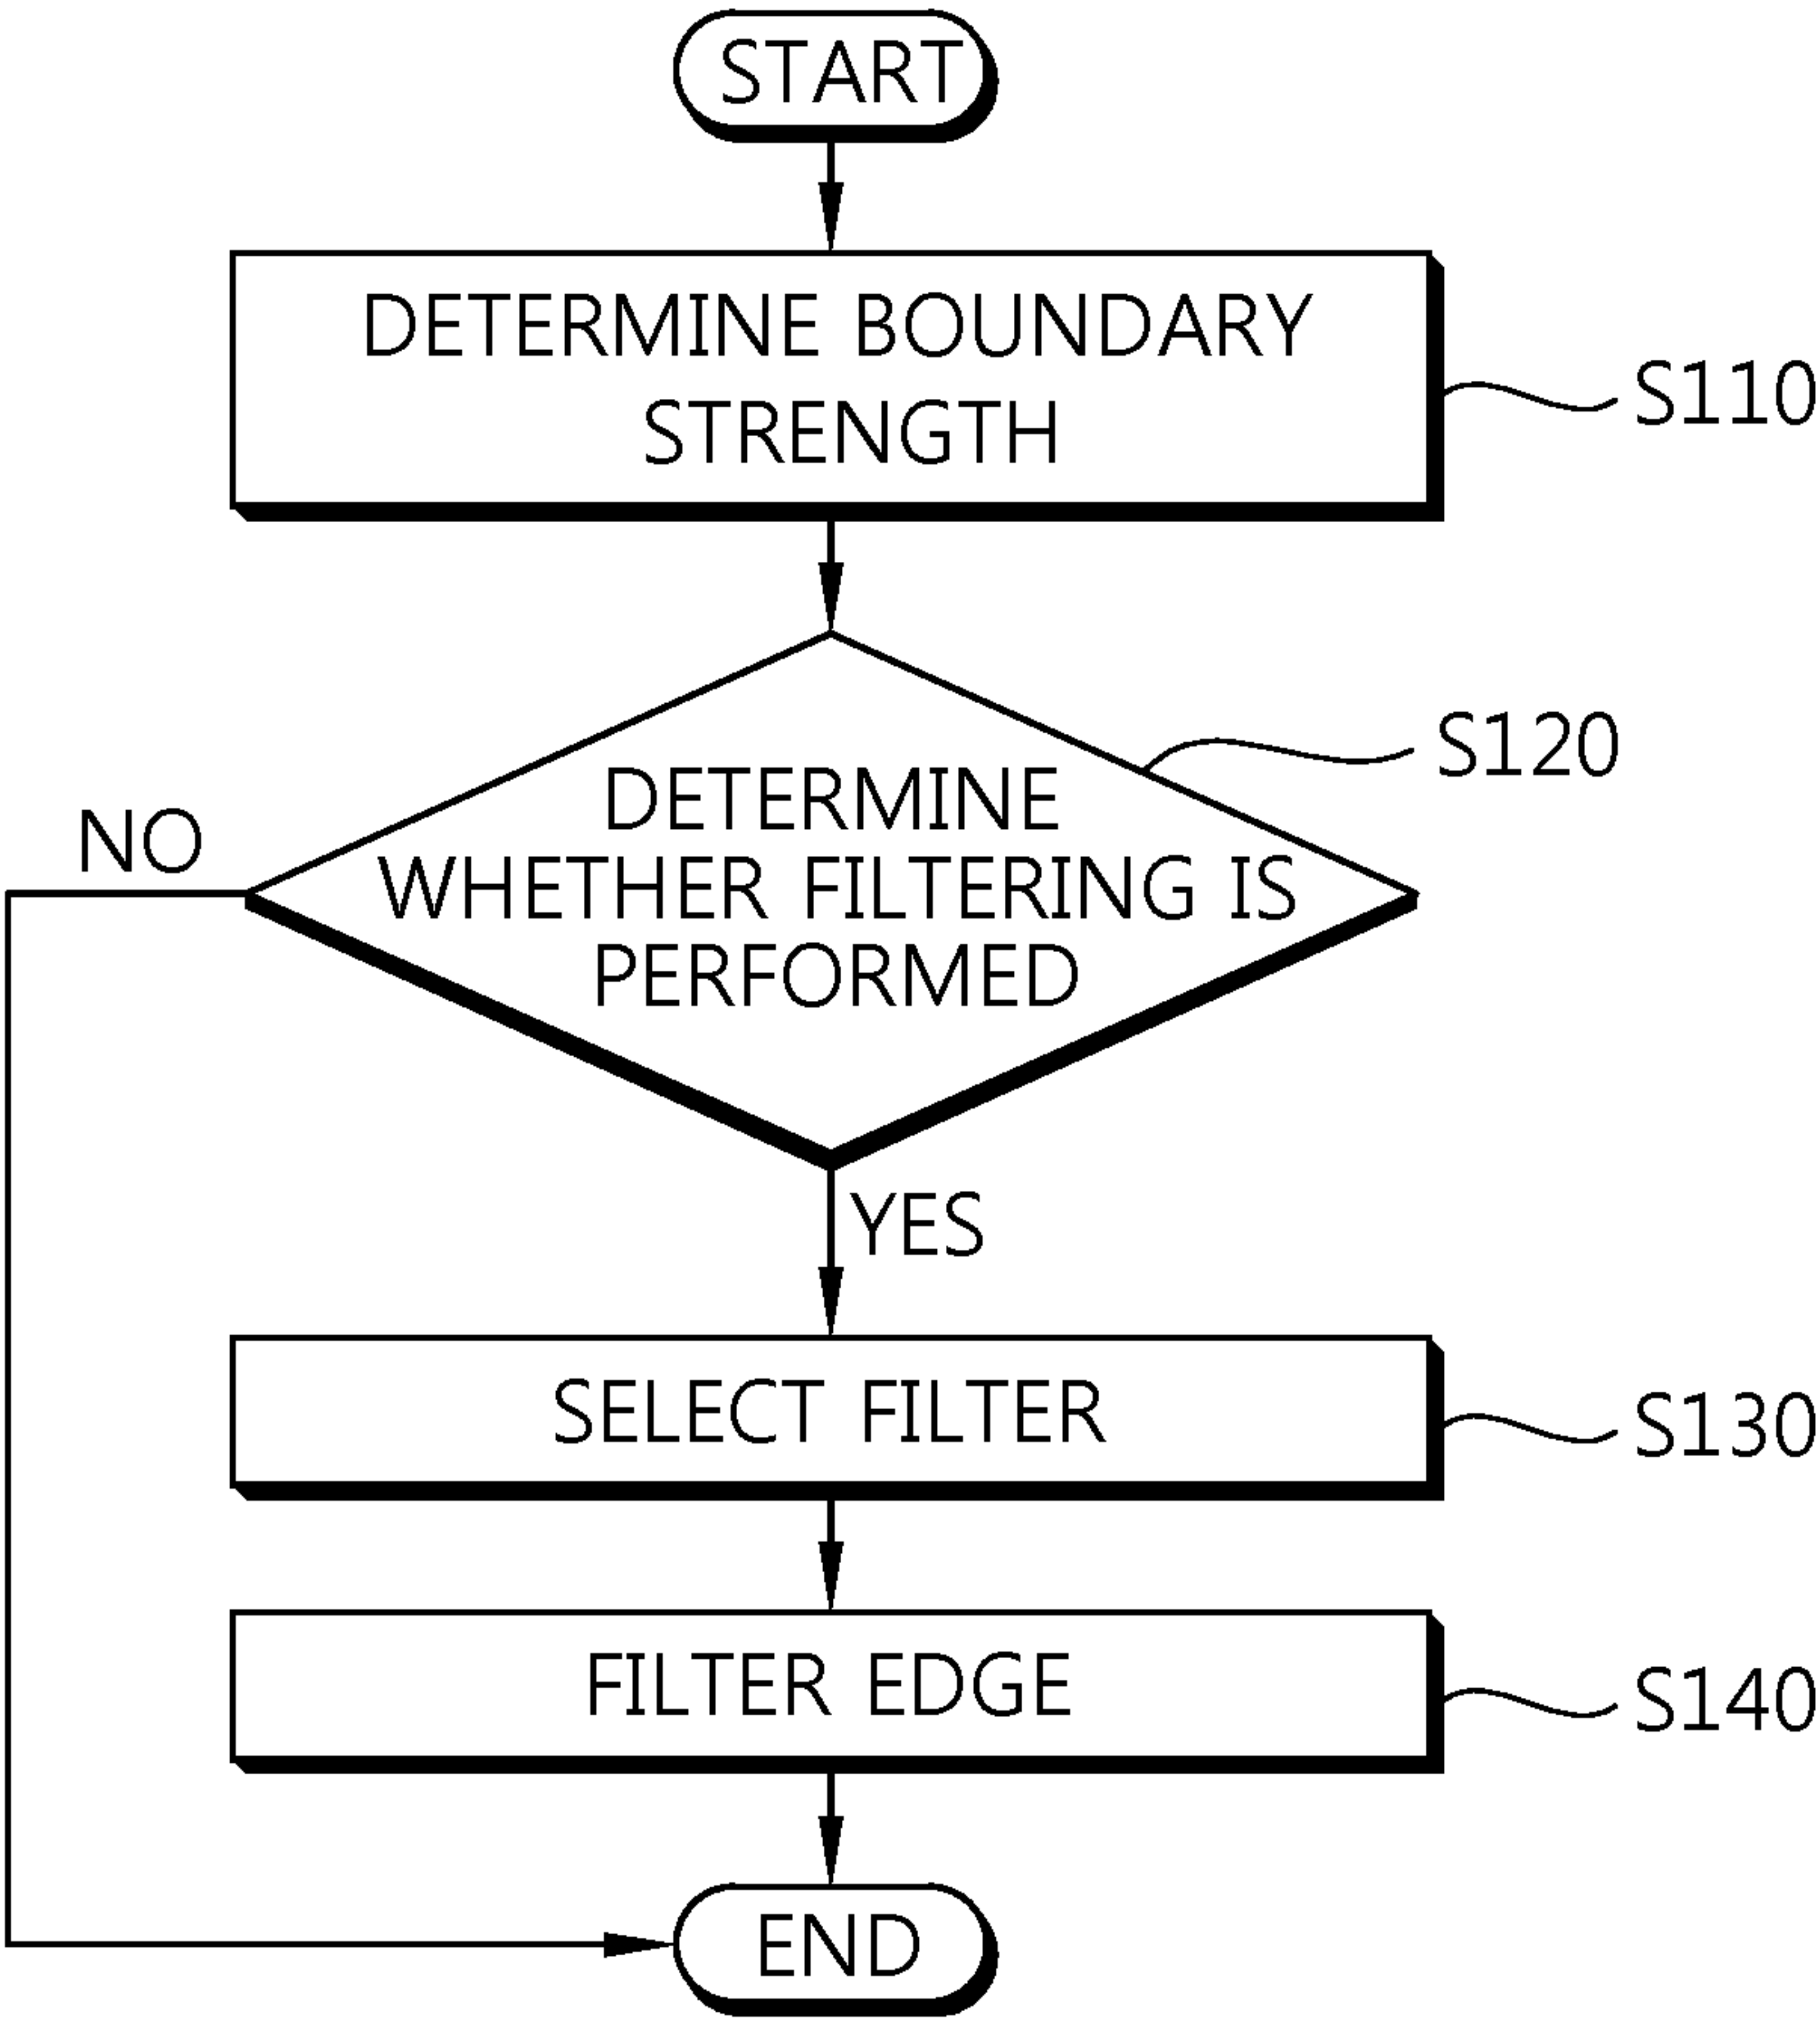 START
DETERMINE BOUNDARY
STRENGTH
S110
S120
DETERMINE
WHETHER FILTERING IS
PERFORMED
NO
YES
SELECT FILTER
S130
FILTER EDGE
S140
END